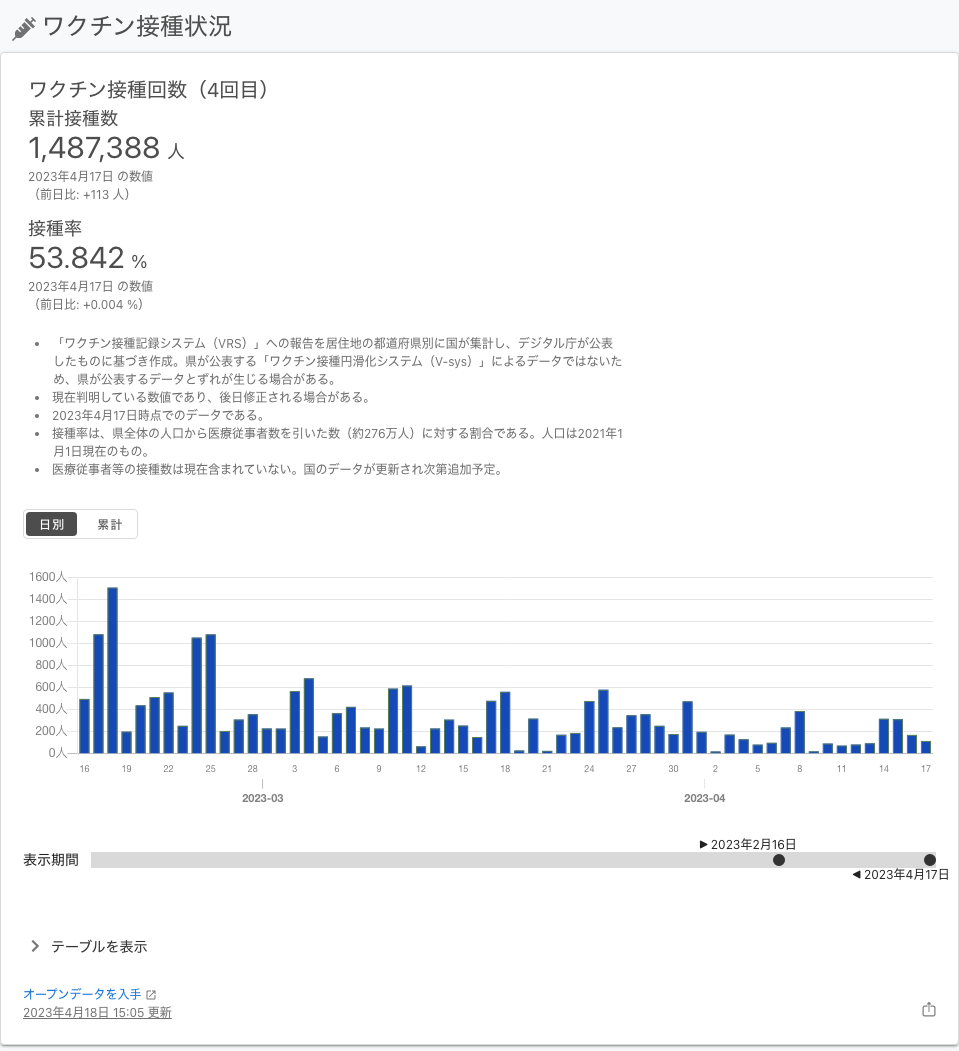 ワクチン接種状況
ワクチン接種回数（4回目）
累計接種数
1,487,388 人
2023年4月17日 の数値
（前日比: +113 人）
接種率
53.842 %
2023年4月17日 の数値
（前日比: +0.004 %）
「ワクチン接種記録システム（VRS）」への報告を居住地の都道府県別に国が集計し、デジタル庁が公表
したものに基づき作成。県が公表する「ワクチン接種円滑化システム（V-sys）」によるデータではないた
め、県が公表するデータとずれが生じる場合がある。
現在判明している数値であり、後日修正される場合がある。
2023年4月17日時点でのデータである。
接種率は、県全体の人口から医療従事者数を引いた数（約276万人）に対する割合である。人口は2021年1
月1日現在のもの。
医療従事者等の接種数は現在含まれていない。国のデータが更新され次第追加予定。
日別 累計
1600人
1400人
1200人
1000人
800人
600人
400人
200人
0人
16 19 22 25 28 3 6 9 12 15 18 21 24 27 30 2 5 8 11 14 17
2023-03 2023-04
2023年2月16日
表示期間
2023年4月17日
テーブルを表示
オープンデータを入手
2023年4月18日 15:05 更新